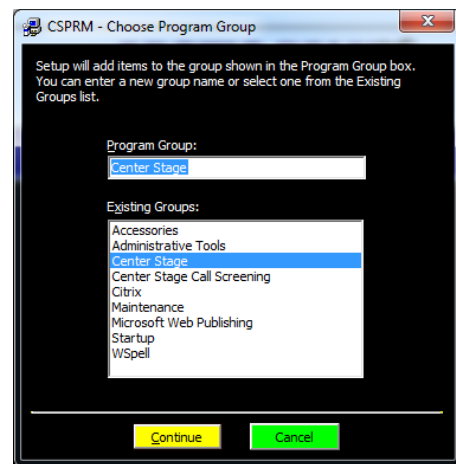 CSPRM - Choose Program Group
Setup will add items to the group shown in the Program Group box.
You can enter a new group name or select one from the Existing
Groups list.
Program Group:
Center Stage
Existing Groups:
Accessories
Administrative Tools
Center Stage
Center Stage Call Screening
Citrix
Maintenance
Microsoft Web Publishing
Startup
WSpell
Continue
Cancel